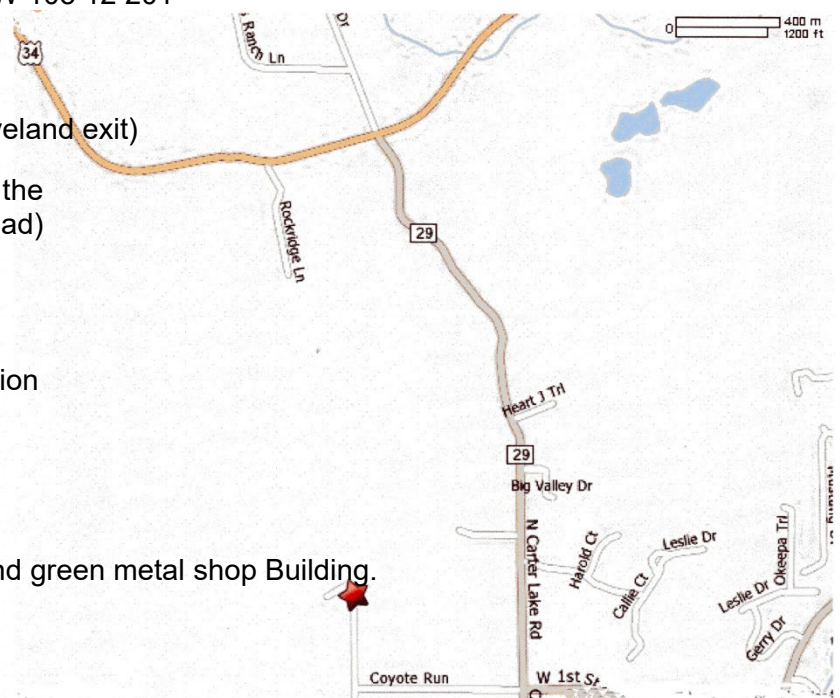 W 105 12 201
Dr
0 400 m
1200 ft
34
Ranch Ln
veland exit)
the
ad)
Rockridge Ln
29
ion
Heart J Trl
29
Big Valley Dr
N Carter Lake Rd
Harold Ct
Leslie Dr
Callie Ct
Okeepa Trl
Leslie Dr
Gerry Dr
nd green metal shop Building.
Coyote Run
W 1st St